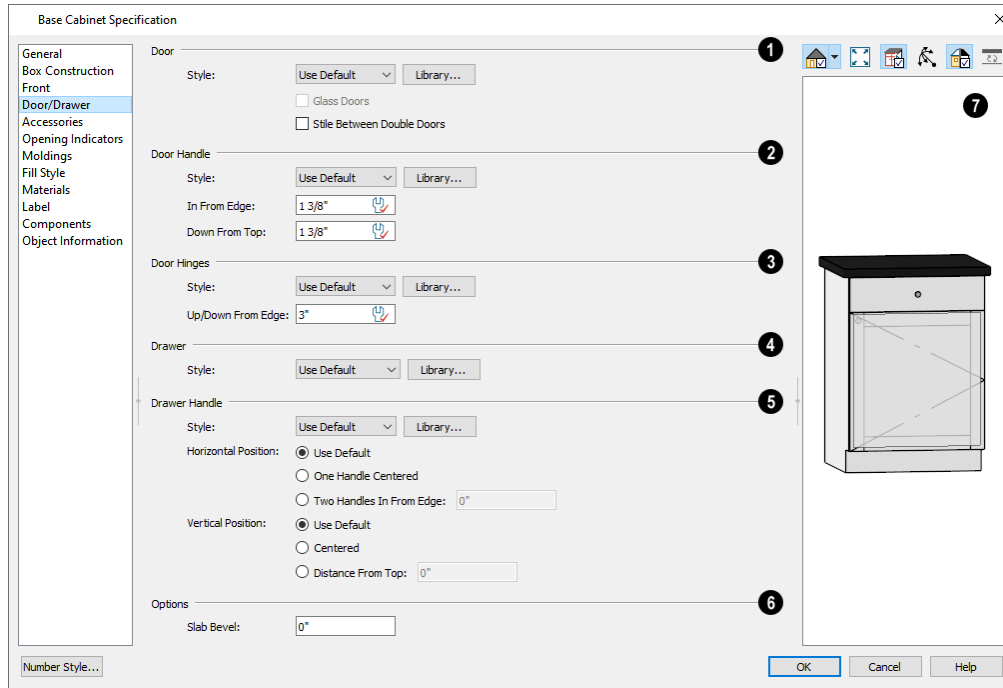 Base Cabinet Specification
General
Box Construction
Front
Door/Drawer
Accessories
Opening Indicators
Moldings
Fill Style
Materials
Label
Components
Object Information
Door 1
Style: Use Default Library...
Glass Doors
Stile Between Double Doors
Door Handle 2
Style: Use Default Library...
In From Edge: 1 3/8"
Down From Top: 1 3/8"
Door Hinges 3
Style: Use Default Library...
Up/Down From Edge: 3"
Drawer 4
Style: Use Default Library...
Drawer Handle 5
Style: Use Default Library...
Horizontal Position: Use Default
One Handle Centered
Two Handles In From Edge: 0"
Vertical Position: Use Default
Centered
Distance From Top: 0"
Options 6
Slab Bevel: 0"
7
Number Style... OK Cancel Help